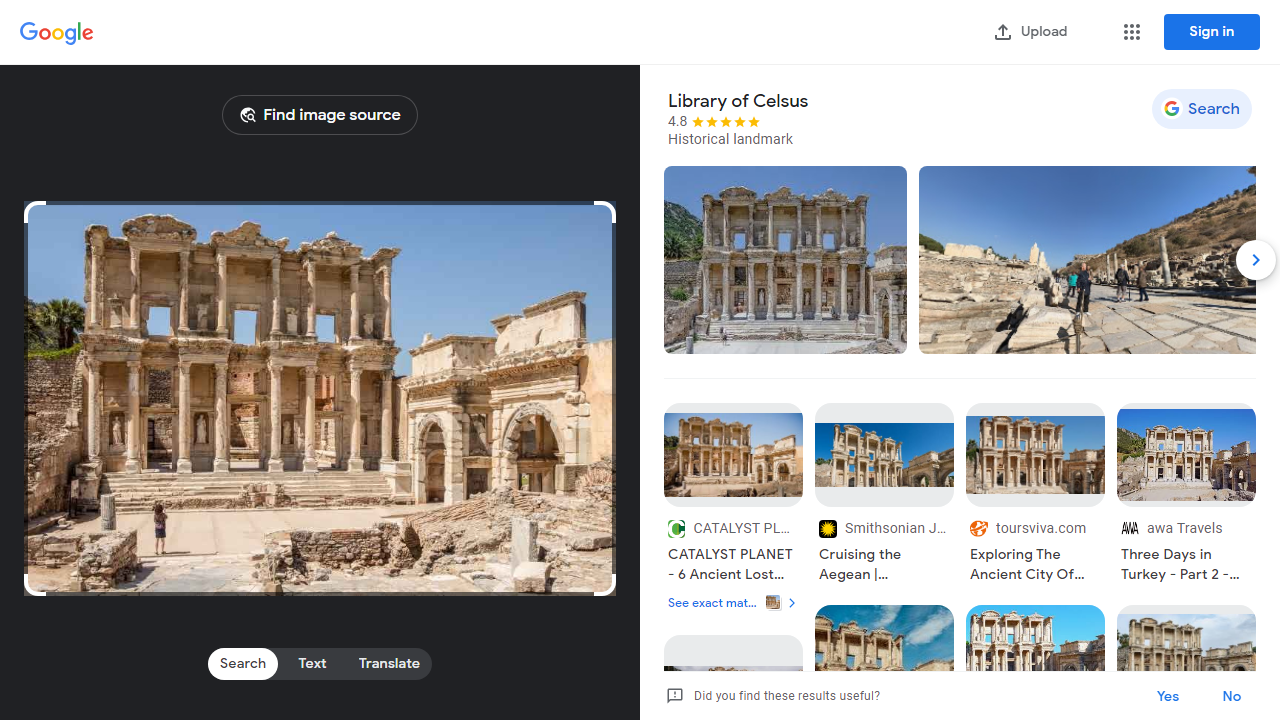 Google
Upload
Sign in
Find image source
Library of Celsus
4.8
Historical landmark
Search
CATALYST PL...
CATALYST PLANET
- 6 Ancient Lost...
See exact mat...
Smithsonian J...
Cruising the
Aegean |...
toursviva.com
Exploring The
Ancient City Of...
AWA
awa Travels
Three Days in
Turkey - Part 2 -...
Search
Text
Translate
Did you find these results useful?
Yes
No